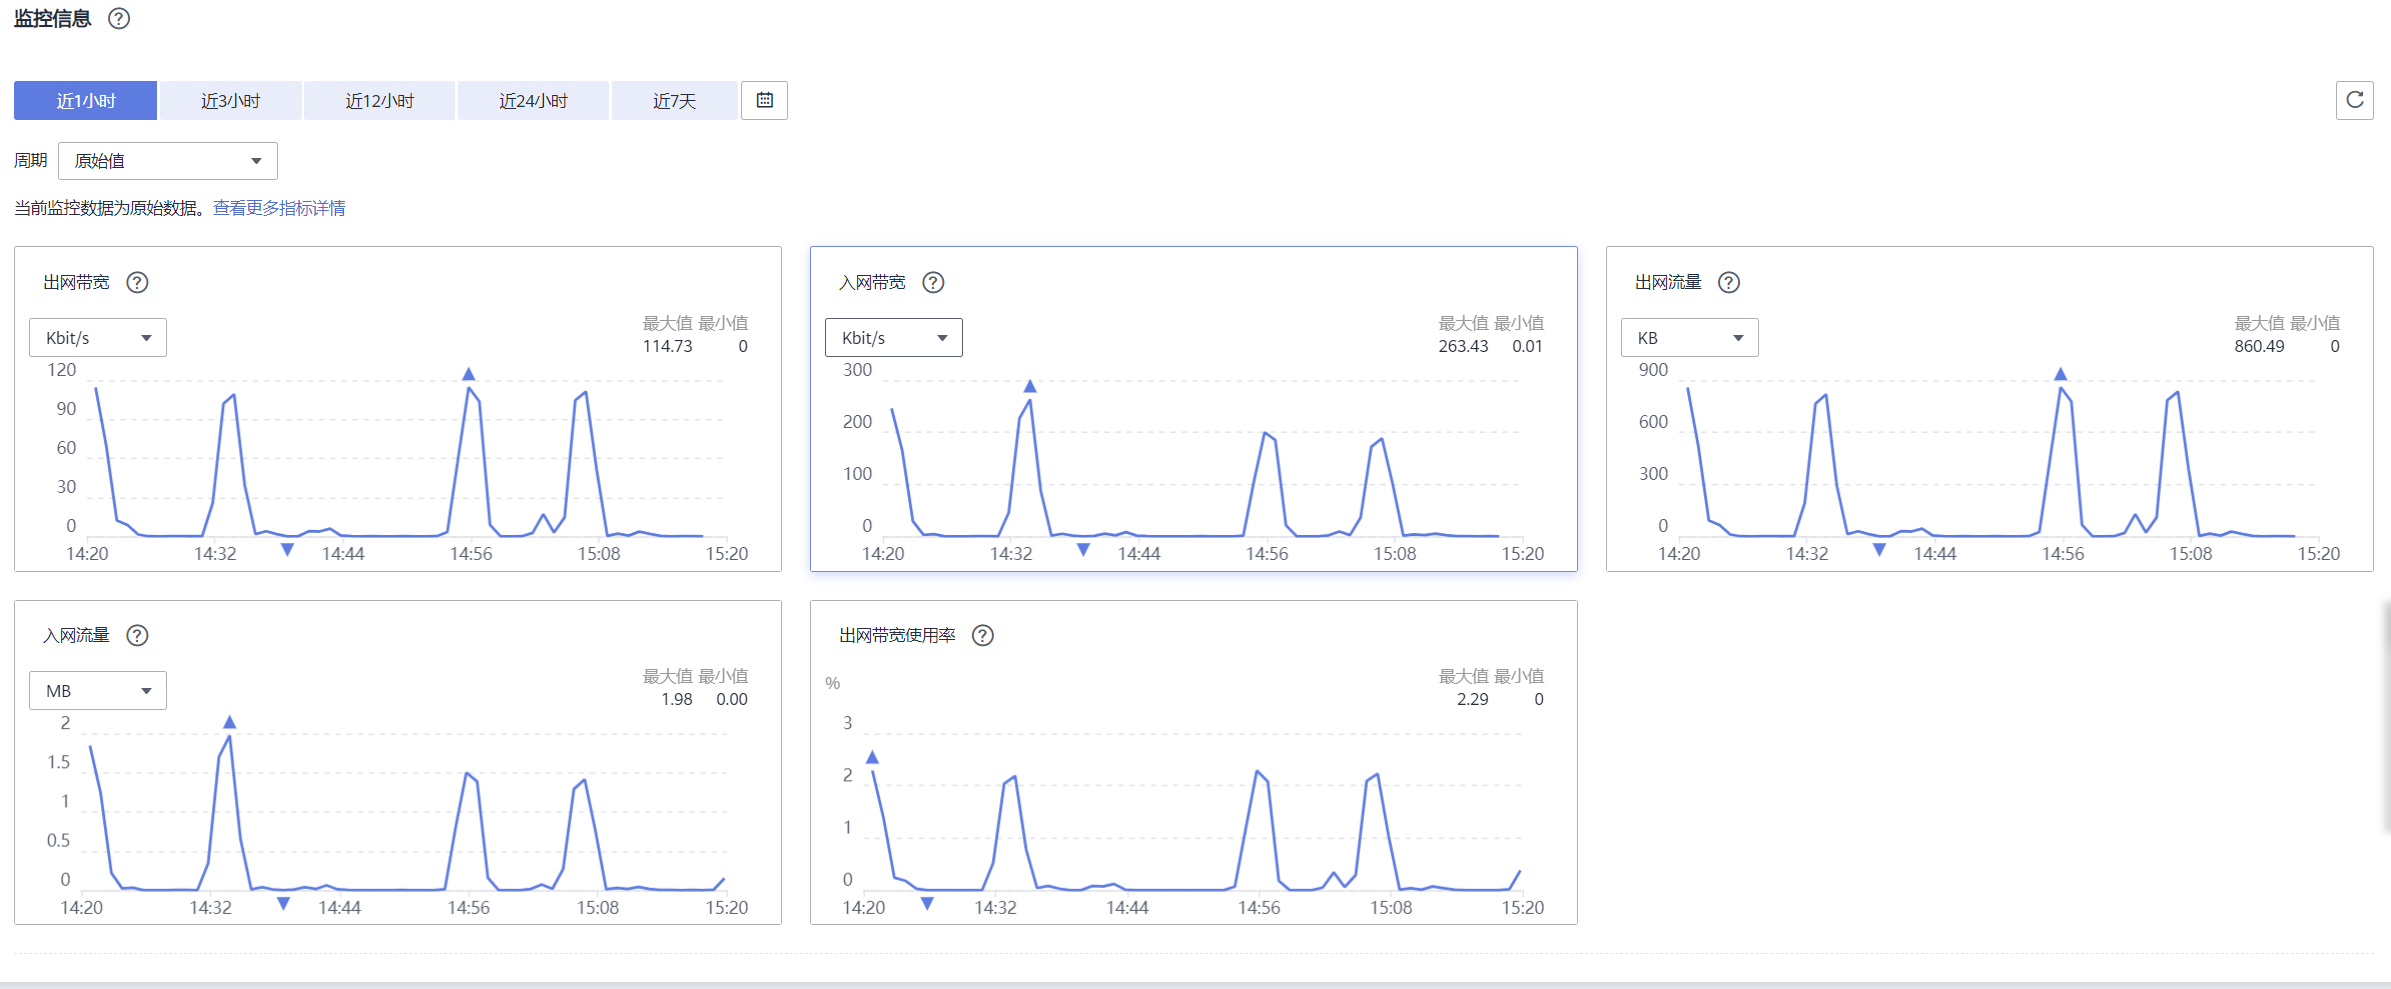 监控信息 ?
近1小时 近3小时 近12小时 近24小时 近7天
周期 原始值
当前监控数据为原始数据。查看更多指标详情
出网带宽 ?
Kbit/s
最大值 最小值
114.73 0
120
90
60
30
0
14:20 14:32 14:44 14:56 15:08 15:20
入网带宽 ?
Kbit/s
最大值 最小值
263.43 0.01
300
200
100
0
14:20 14:32 14:44 14:56 15:08 15:20
出网流量 ?
KB
最大值 最小值
860.49 0
900
600
300
0
14:20 14:32 14:44 14:56 15:08 15:20
入网流量 ?
MB
最大值 最小值
1.98 0.00
2
1.5
1
0.5
0
14:20 14:32 14:44 14:56 15:08 15:20
出网带宽使用率 ?
%
最大值 最小值
2.29 0
3
2
1
0
14:20 14:32 14:44 14:56 15:08 15:20